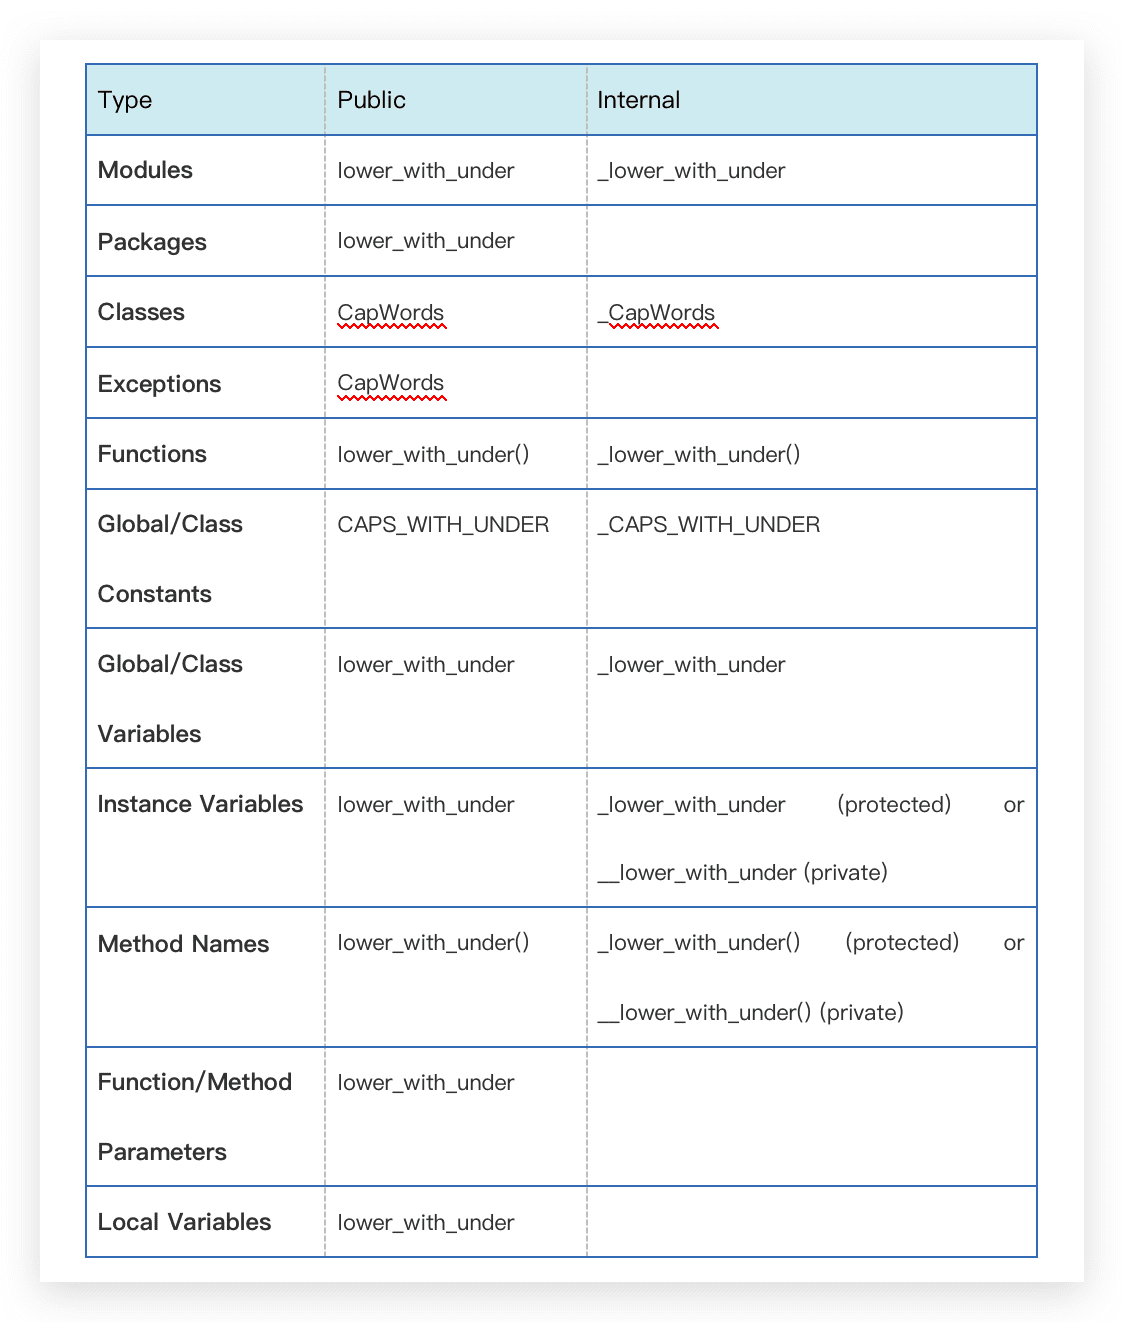 Type Public Internal
Modules lower_with_under _lower_with_under
Packages lower_with_under
Classes CapWords _CapWords
Exceptions CapWords
Functions lower_with_under() _lower_with_under()
Global/Class CAPS_WITH_UNDER _CAPS_WITH_UNDER
Constants
Global/Class lower_with_under _lower_with_under
Variables
Instance Variables lower_with_under _lower_with_under (protected) or
__lower_with_under (private)
Method Names lower_with_under() _lower_with_under() (protected) or
__lower_with_under() (private)
Function/Method lower_with_under
Parameters
Local Variables lower_with_under